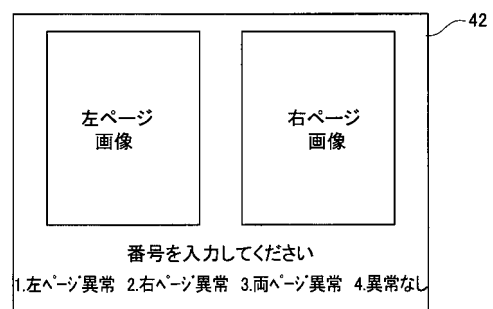 42
左ページ
画像
右ページ
画像
番号を入力してください
1.左ページ異常 2.右ページ異常 3.両ページ異常 4.異常なし